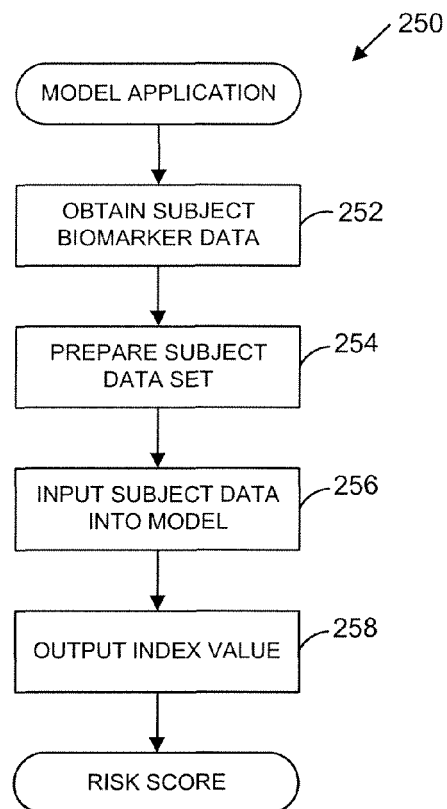 250
MODEL APPLICATION
OBTAIN SUBJECT
BIOMARKER DATA
252
PREPARE SUBJECT
DATA SET
254
INPUT SUBJECT DATA
INTO MODEL
256
OUTPUT INDEX VALUE
258
RISK SCORE